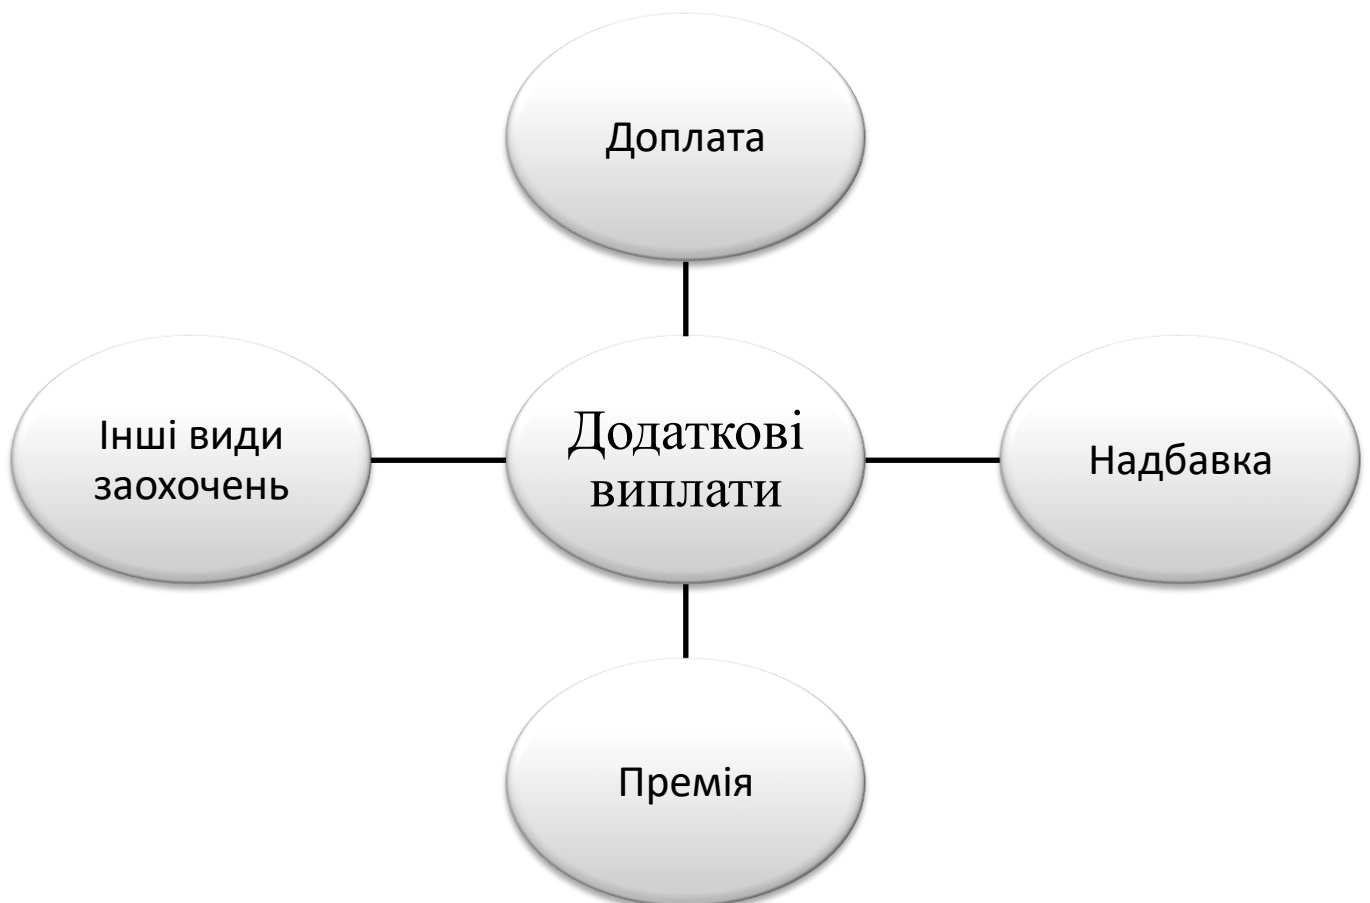 Доплата
Інші види
заохочень
Додаткові
виплати
Надбавка
Премія